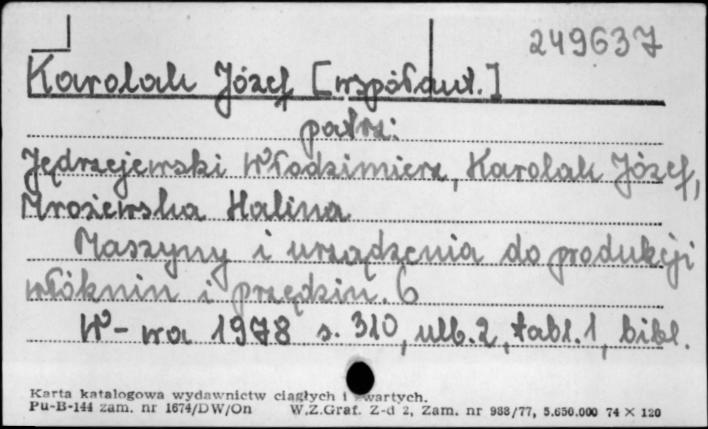 249637
Karolak Józef [współaut.]
patrz:
Jędrzejewski Włodzimierz, Karolak Józef,
Mroziewska Halina
Maszyny i urządzenia do produkcji
włóknin i przędzin. 6
W-wa 1978 s. 310, ulb. 2, tabl. 1, bibl.
Karta katalogowa wydawnictw ciągłych i zwartych.
Pu-B-144 zam. nr 1674/DW/On W.Z.Graf. Z-d 2, Zam. nr 988/77, 5.650.000 74 × 120